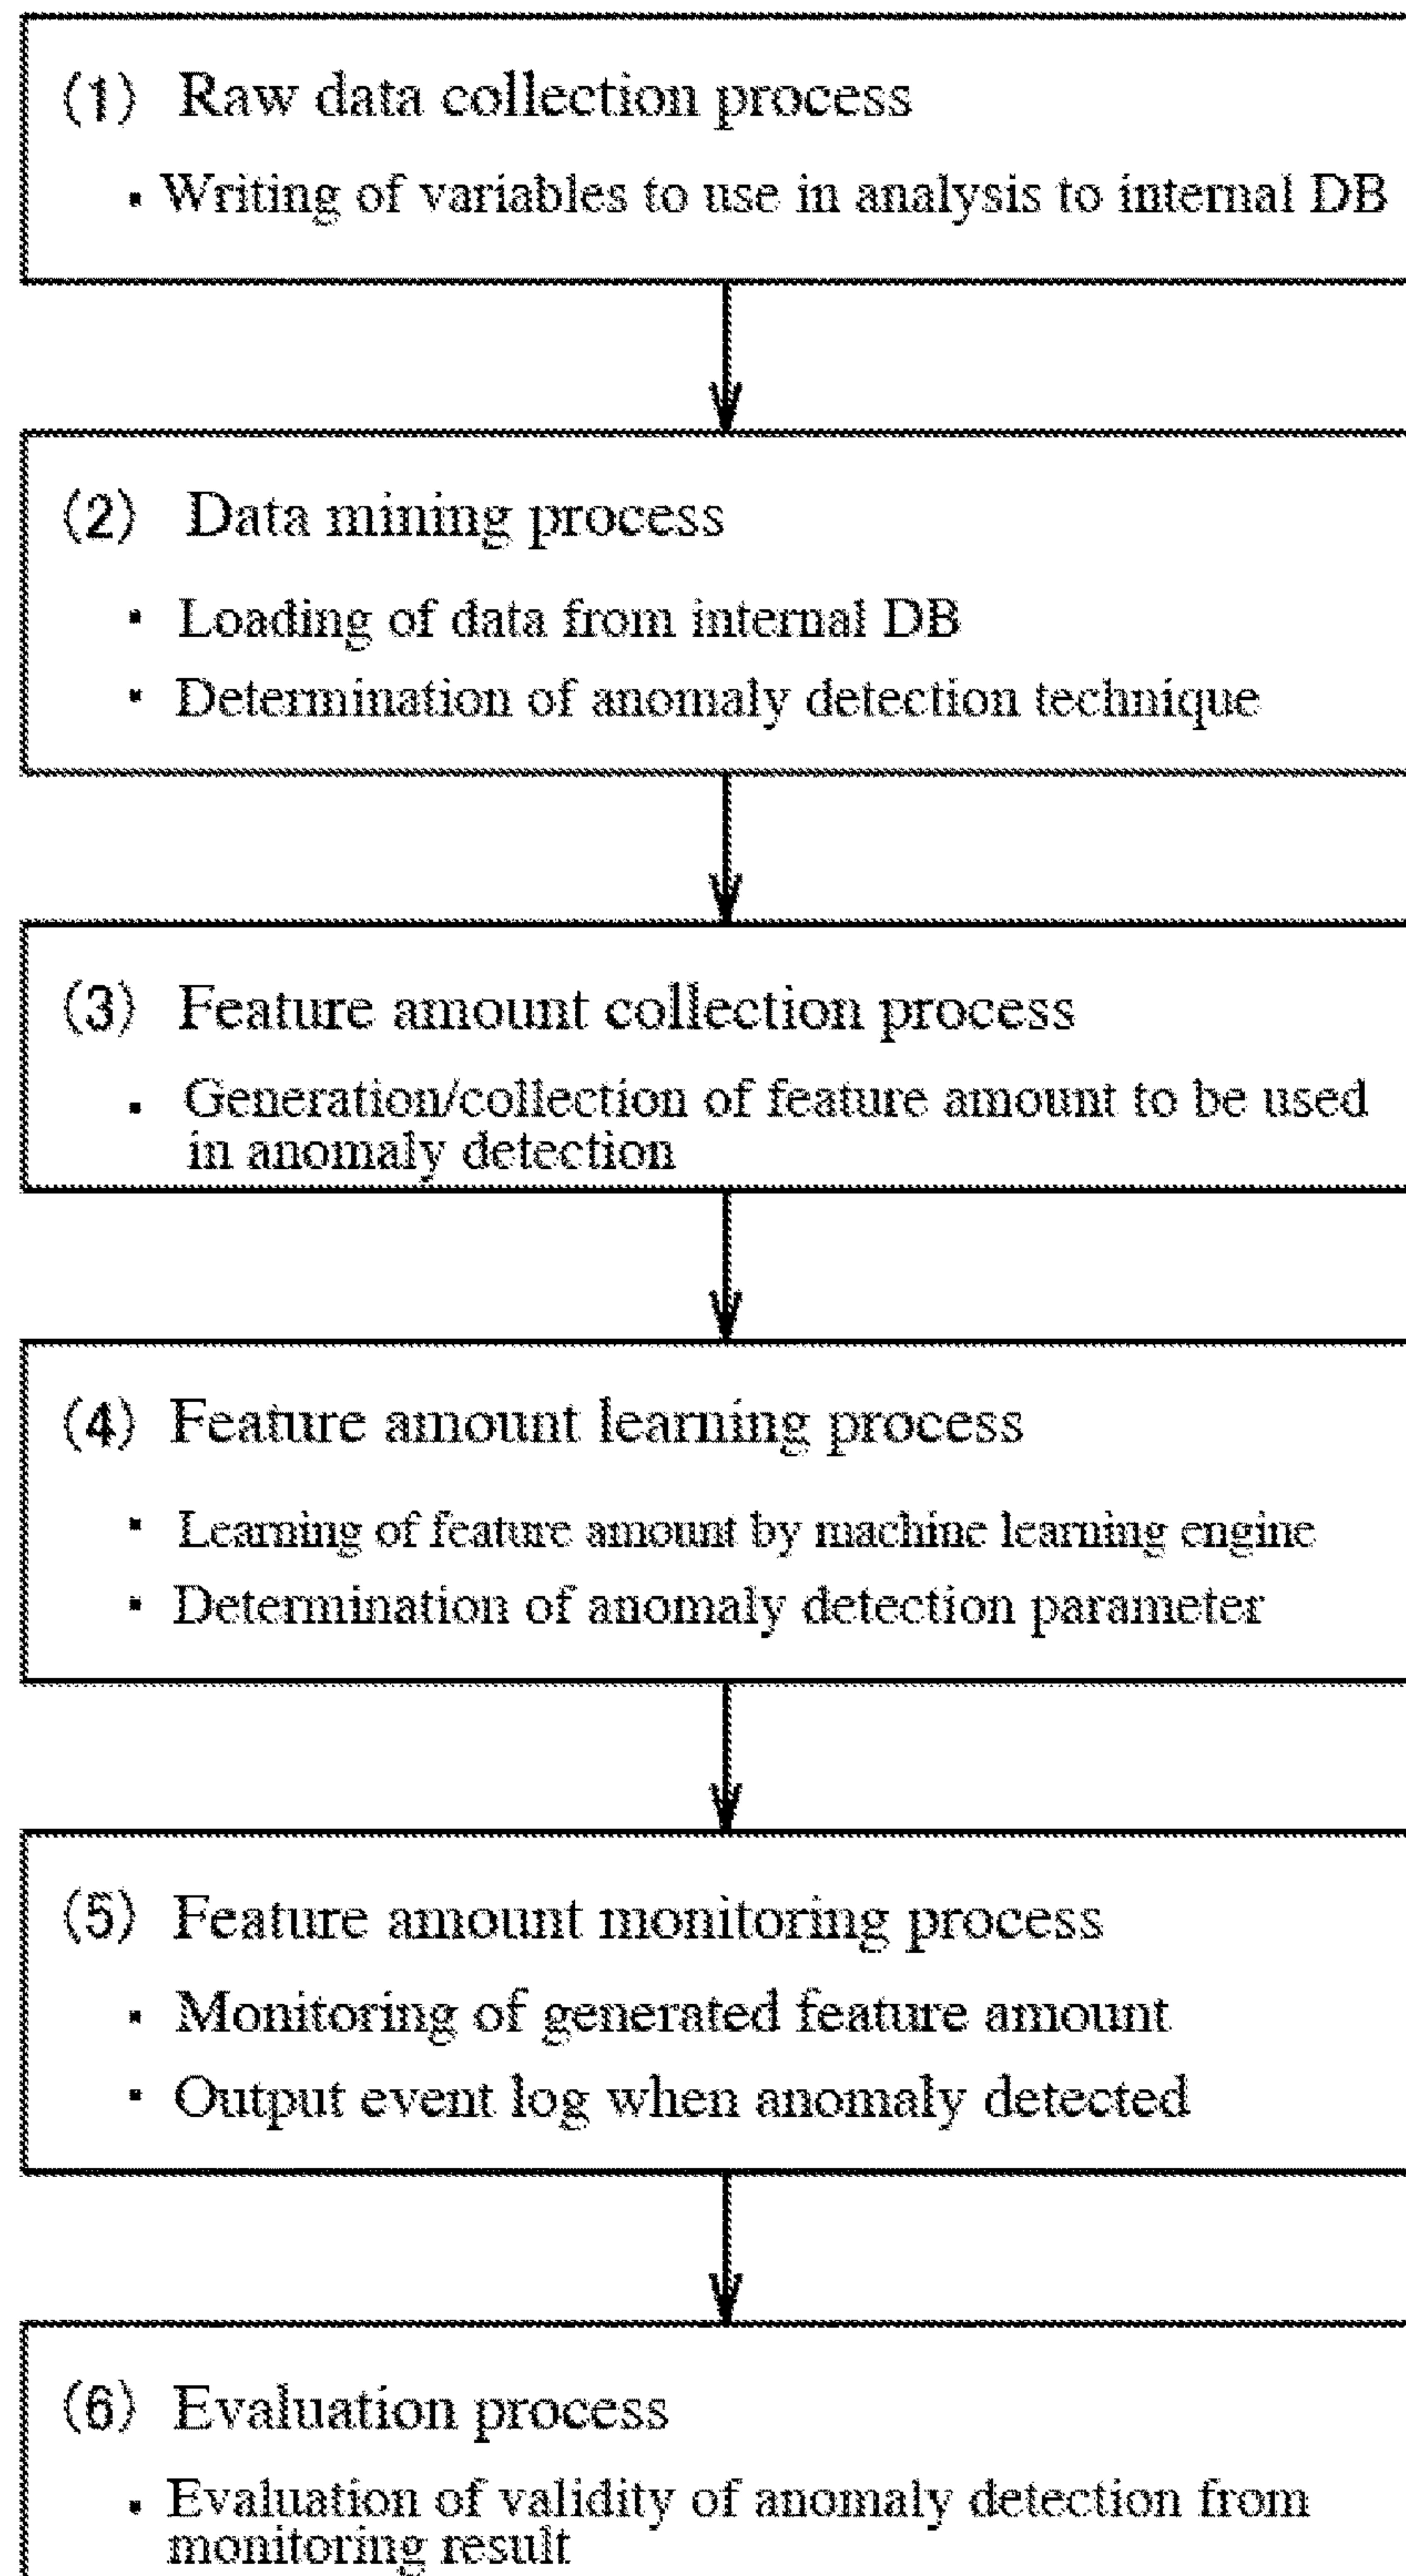 (1) Raw data collection process
▪ Writing of variables to use in analysis to internal DB
(2) Data mining process
▪ Loading of data from internal DB
▪ Determination of anomaly detection technique
(3) Feature amount collection process
▪ Generation/collection of feature amount to be used
in anomaly detection
(4) Feature amount learning process
▪ Learning of feature amount by machine learning engine
▪ Determination of anomaly detection parameter
(5) Feature amount monitoring process
▪ Monitoring of generated feature amount
▪ Output event log when anomaly detected
(6) Evaluation process
▪ Evaluation of validity of anomaly detection from
monitoring result